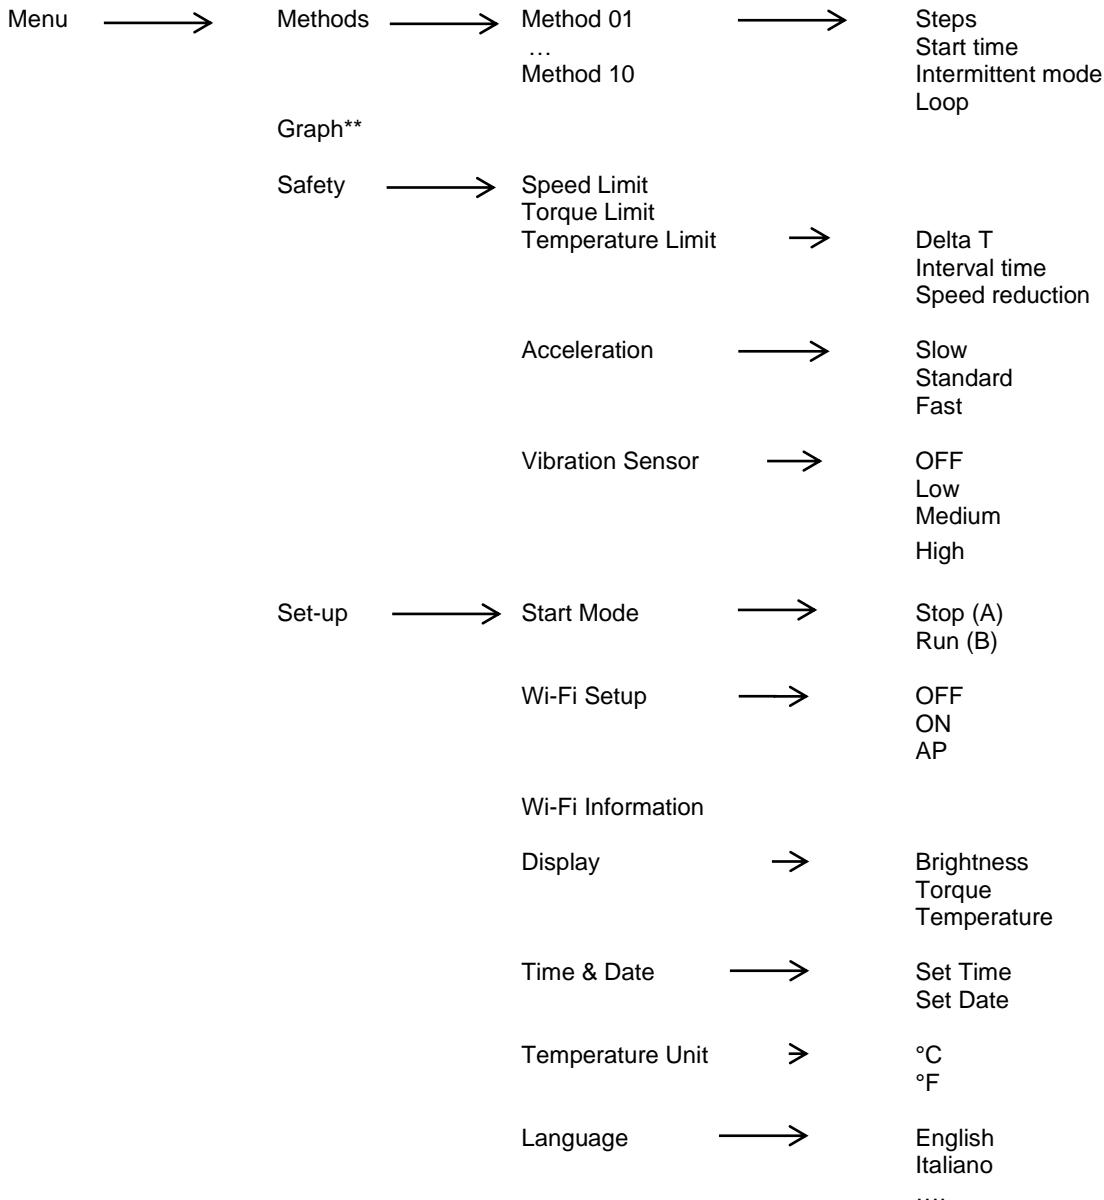 Menu Methods Method 01 Steps
… Start time
Method 10 Intermittent mode
Loop
Graph**
Safety Speed Limit
Torque Limit
Temperature Limit Delta T
Interval time
Speed reduction
Acceleration Slow
Standard
Fast
Vibration Sensor OFF
Low
Medium
High
Set-up Start Mode Stop (A)
Run (B)
Wi-Fi Setup OFF
ON
AP
Wi-Fi Information
Display Brightness
Torque
Temperature
Time & Date Set Time
Set Date
Temperature Unit °C
°F
Language English
Italiano
….